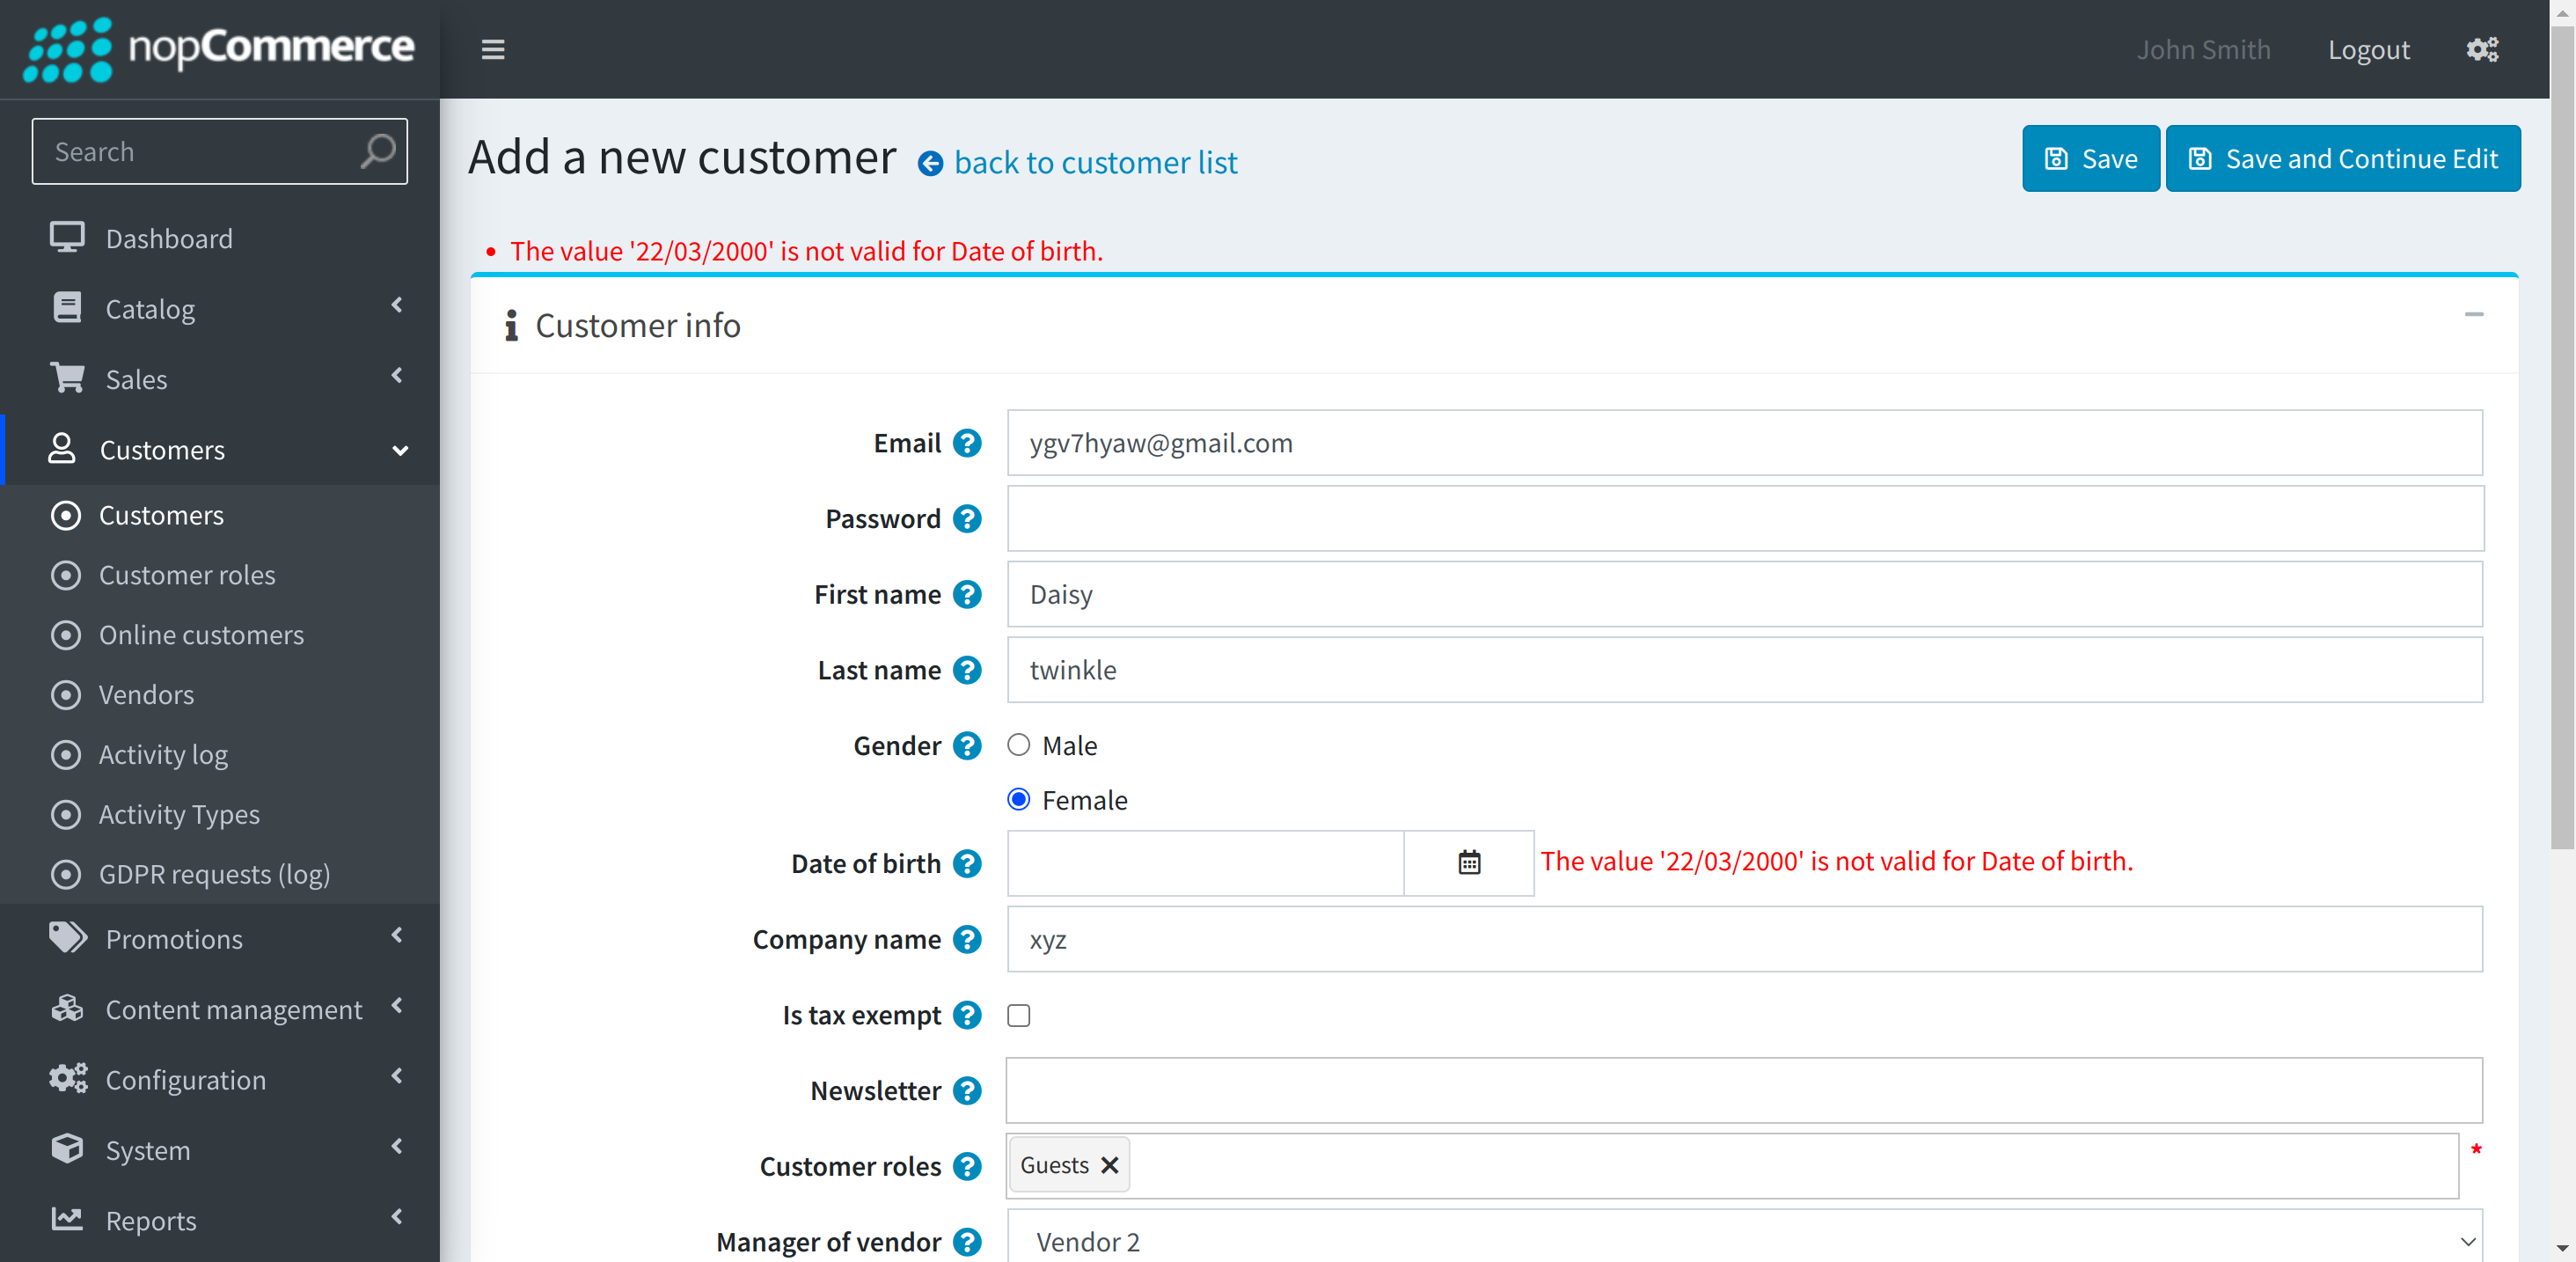 nopCommerce
John Smith
Logout
Search
Add a new customer
back to customer list
Save
Save and Continue Edit
Dashboard
The value '22/03/2000' is not valid for Date of birth.
Catalog
Customer info
Sales
Customers
Email
ygv7hyaw@gmail.com
Customers
Password
Customer roles
First name
Daisy
Online customers
Last name
twinkle
Vendors
Activity log
Gender
Male
Activity Types
Female
GDPR requests (log)
Date of birth
The value '22/03/2000' is not valid for Date of birth.
Promotions
Company name
xyz
Content management
Is tax exempt
Configuration
Newsletter
System
Customer roles
Guests
*
Reports
Manager of vendor
Vendor 2